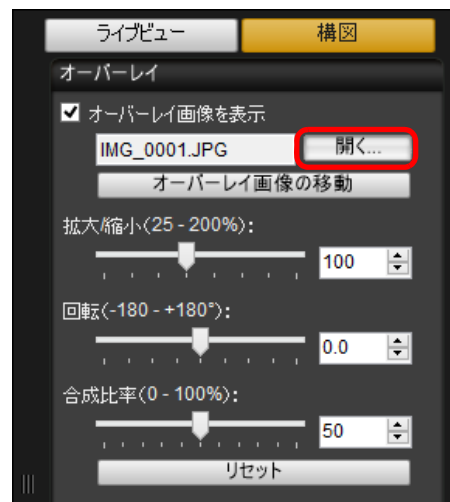 ライブビュー 構図
オーバーレイ
オーバーレイ画像を表示
IMG_0001.JPG 開く...
オーバーレイ画像の移動
拡大/縮小(25 - 200%):
100
回転(-180 - +180°):
0.0
合成比率(0 - 100%):
50
リセット